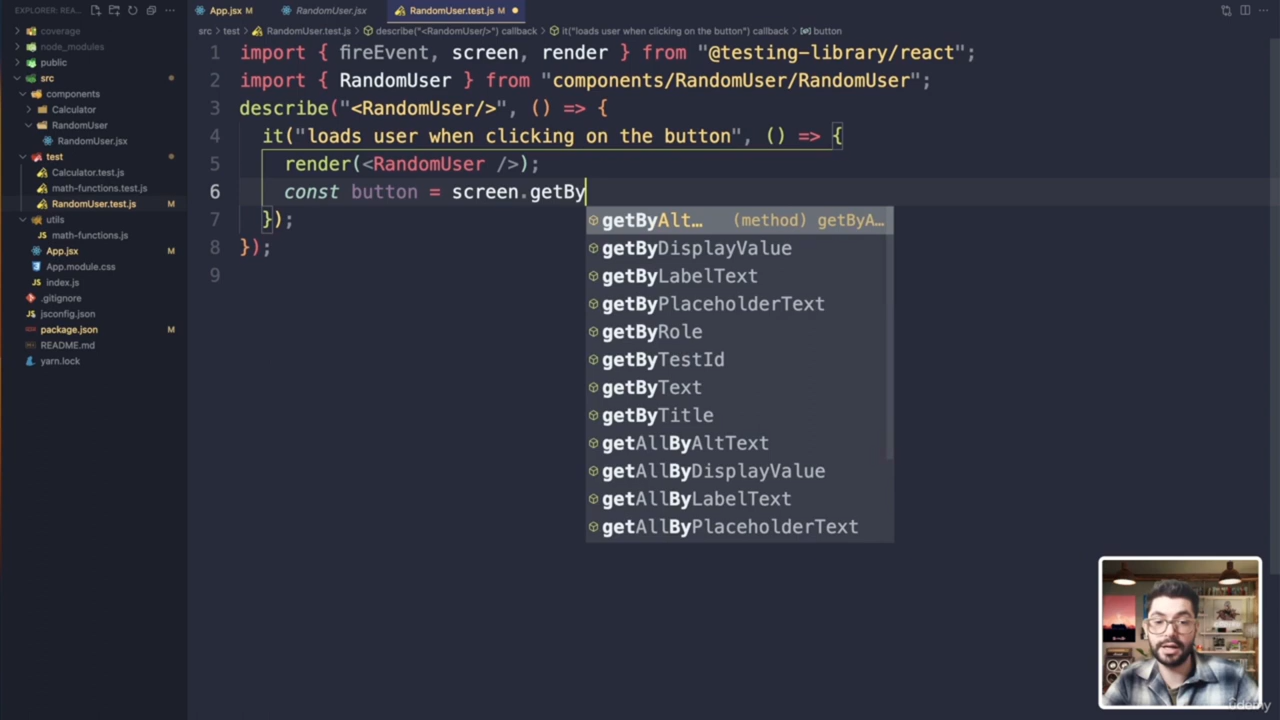 EXPLORER: REA...
App.jsx M
RandomUser.jsx
RandomUser.test.js M
coverage
node_modules
public
src
components
Calculator
RandomUser
RandomUser.jsx
test
Calculator.test.js
math-functions.test.js
RandomUser.test.js M
utils
math-functions.js
App.jsx M
App.module.css
index.js
.gitignore
jsconfig.json
package.json M
README.md
yarn.lock
src > test > RandomUser.test.js > describe("<RandomUser/>") callback > it("loads user when clicking on the button") callback > button
1 import { fireEvent, screen, render } from "@testing-library/react";
2 import { RandomUser } from "components/RandomUser/RandomUser";
3 describe("<RandomUser/>", () => {
4 it("loads user when clicking on the button", () => {
5 render(<RandomUser />);
6 const button = screen.getBy
7 });
8 });
9
getByAlt... (method) getByA...
getByDisplayValue
getByLabelText
getByPlaceholderText
getByRole
getByTestId
getByText
getByTitle
getAllByAltText
getAllByDisplayValue
getAllByLabelText
getAllByPlaceholderText
Udemy